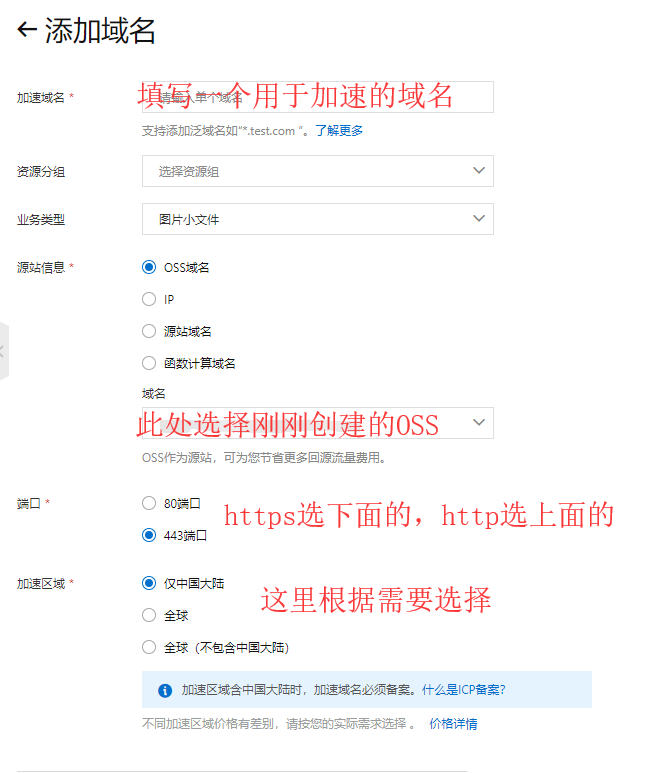 ← 添加域名
加速域名 *
请输入单个域名
填写一个用于加速的域名
支持添加泛域名如“*.test.com ”。了解更多
资源分组
选择资源组
业务类型
图片小文件
源站信息 *
OSS域名
IP
源站域名
函数计算域名
域名
此处选择刚刚创建的OSS
OSS作为源站，可为您节省更多回源流量费用。
端口 *
80端口
443端口
https选下面的，http选上面的
加速区域 *
仅中国大陆
全球
全球（不包含中国大陆）
这里根据需要选择
加速区域含中国大陆时，加速域名必须备案。什么是ICP备案?
不同加速区域价格有差别，请按您的实际需求选择 。 价格详情